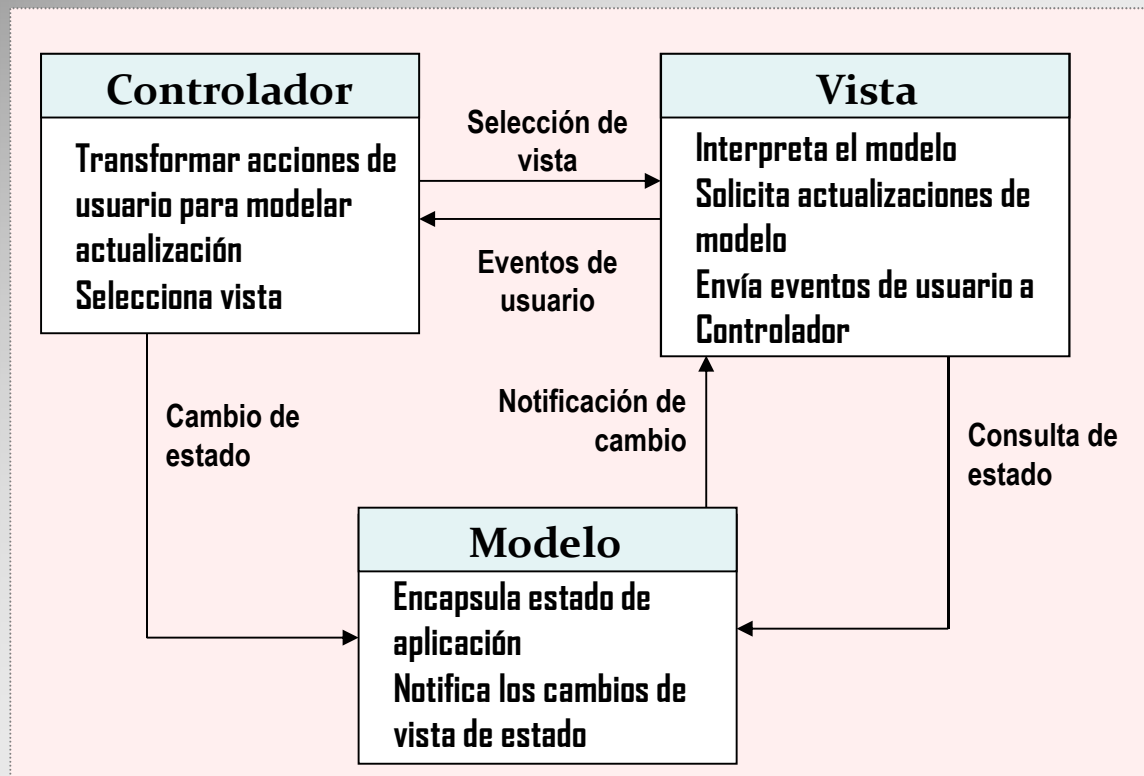 Controlador
Transformar acciones de
usuario para modelar
actualización
Selecciona vista
Selección de
vista
Eventos de
usuario
Vista
Interpreta el modelo
Solicita actualizaciones de
modelo
Envía eventos de usuario a
Controlador
Cambio de
estado
Notificación de
cambio
Consulta de
estado
Modelo
Encapsula estado de
aplicación
Notifica los cambios de
vista de estado